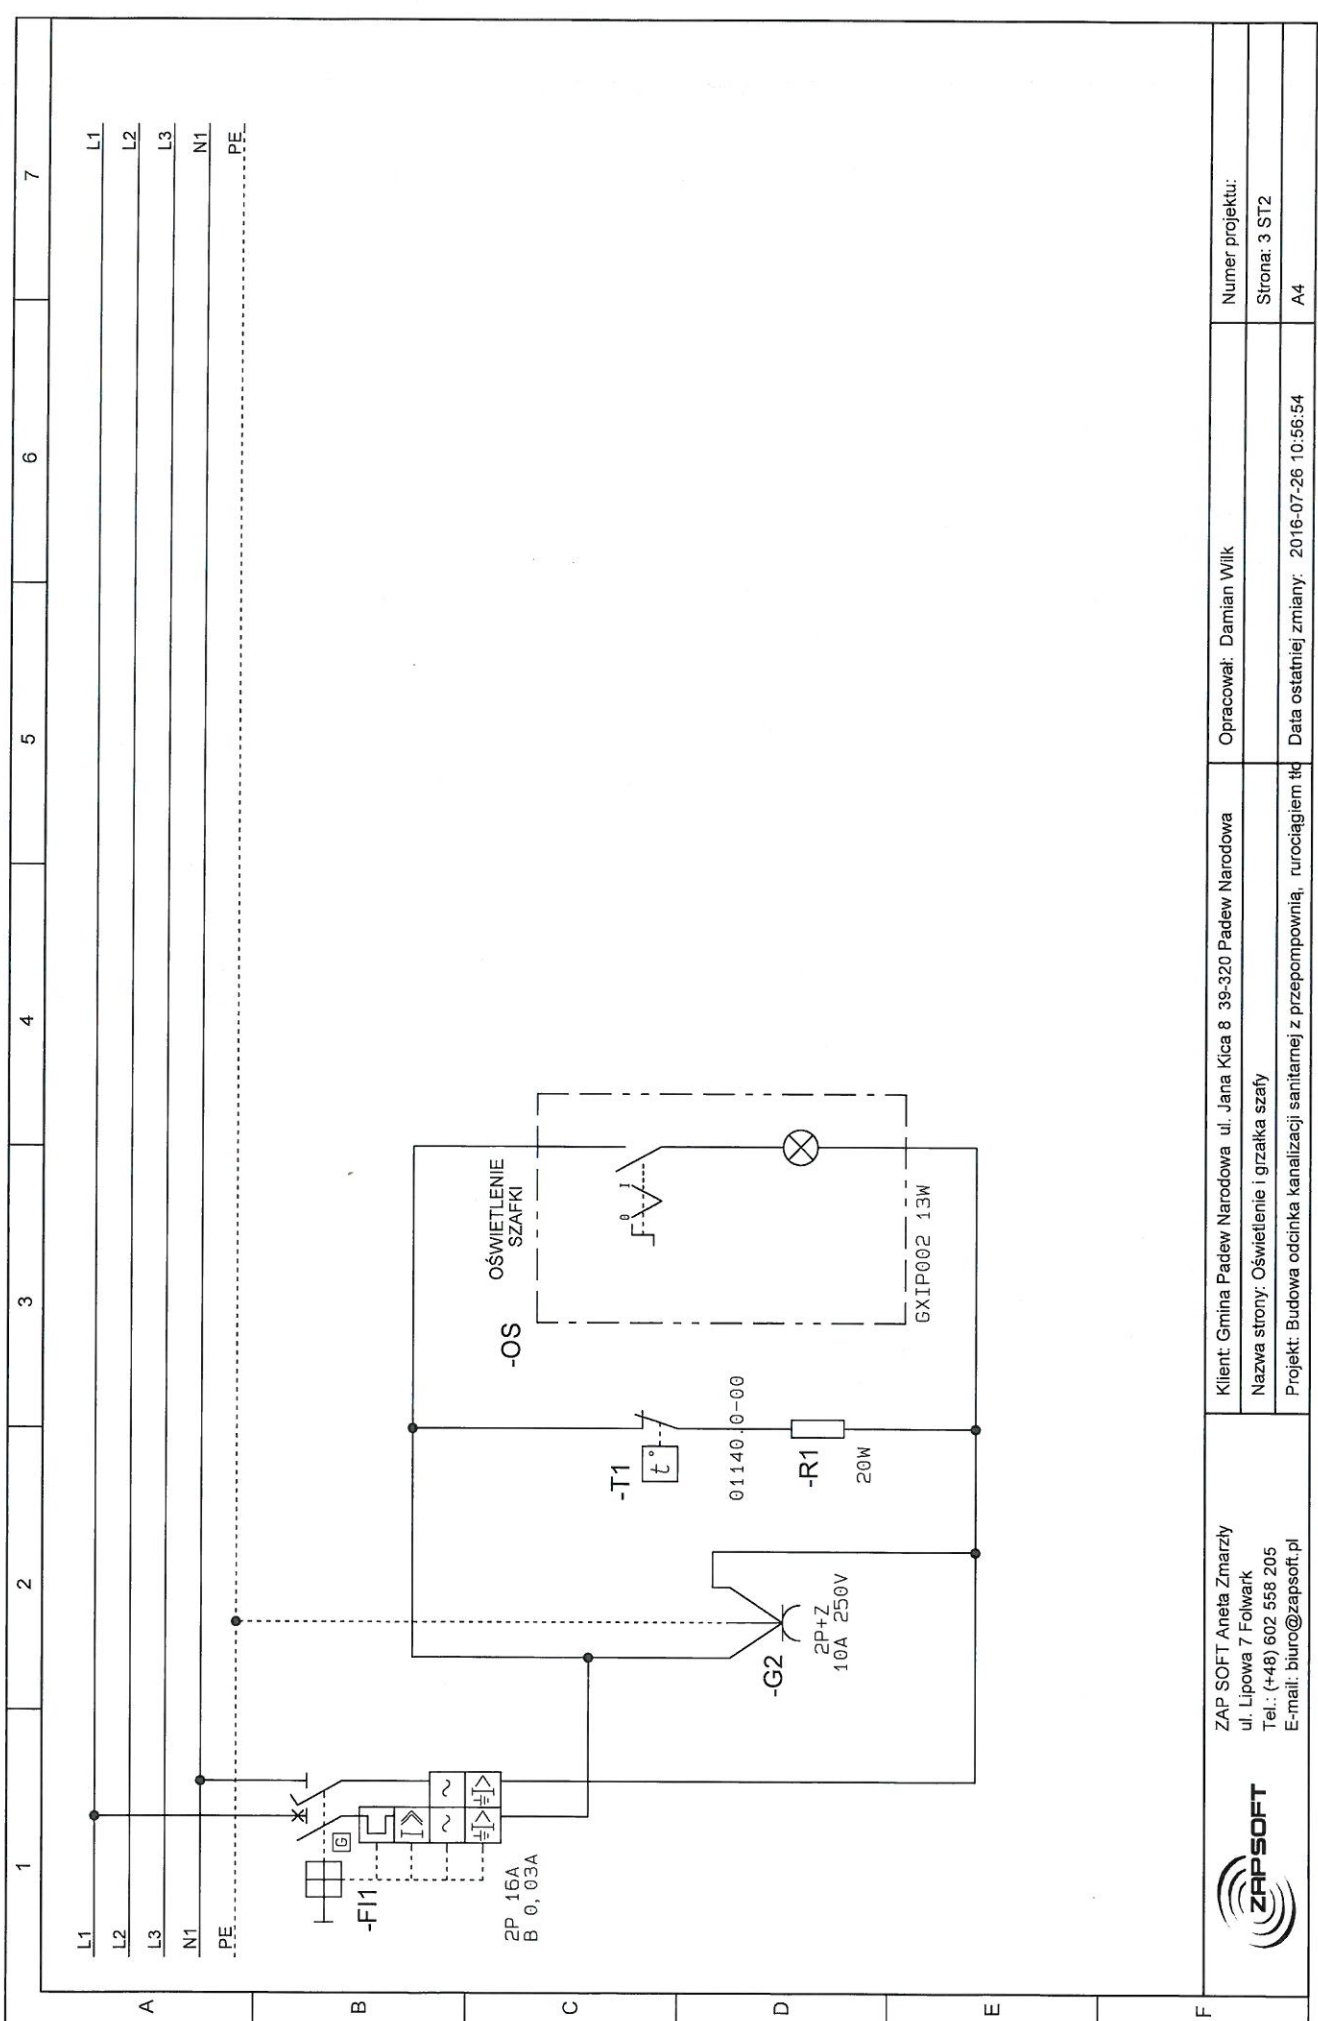 1
2
3
4
5
6
7
A
B
C
D
E
F
L1
L2
L3
N1
PE
L1
L2
L3
N1
PE
-FI1
G
2P 16A
B 0,03A
-G2
2P+Z
10A 250V
-T1
t°
01140.0-00
-R1
20W
-OS
OŚWIETLENIE
SZAFKI
0 I
GXIP002 13W
ZAPSOFT
ZAP SOFT Aneta Zmarzły
ul. Lipowa 7 Folwark
Tel.: (+48) 602 558 205
E-mail: biuro@zapsoft.pl
Klient: Gmina Padew Narodowa ul. Jana Kica 8 39-320 Padew Narodowa
Nazwa strony: Oświetlenie i grzałka szafy
Projekt: Budowa odcinka kanalizacji sanitarnej z przepompownią, rurociągiem tło
Opracował: Damian Wilk
Data ostatniej zmiany: 2016-07-26 10:56:54
Numer projektu:
Strona: 3 ST2
A4